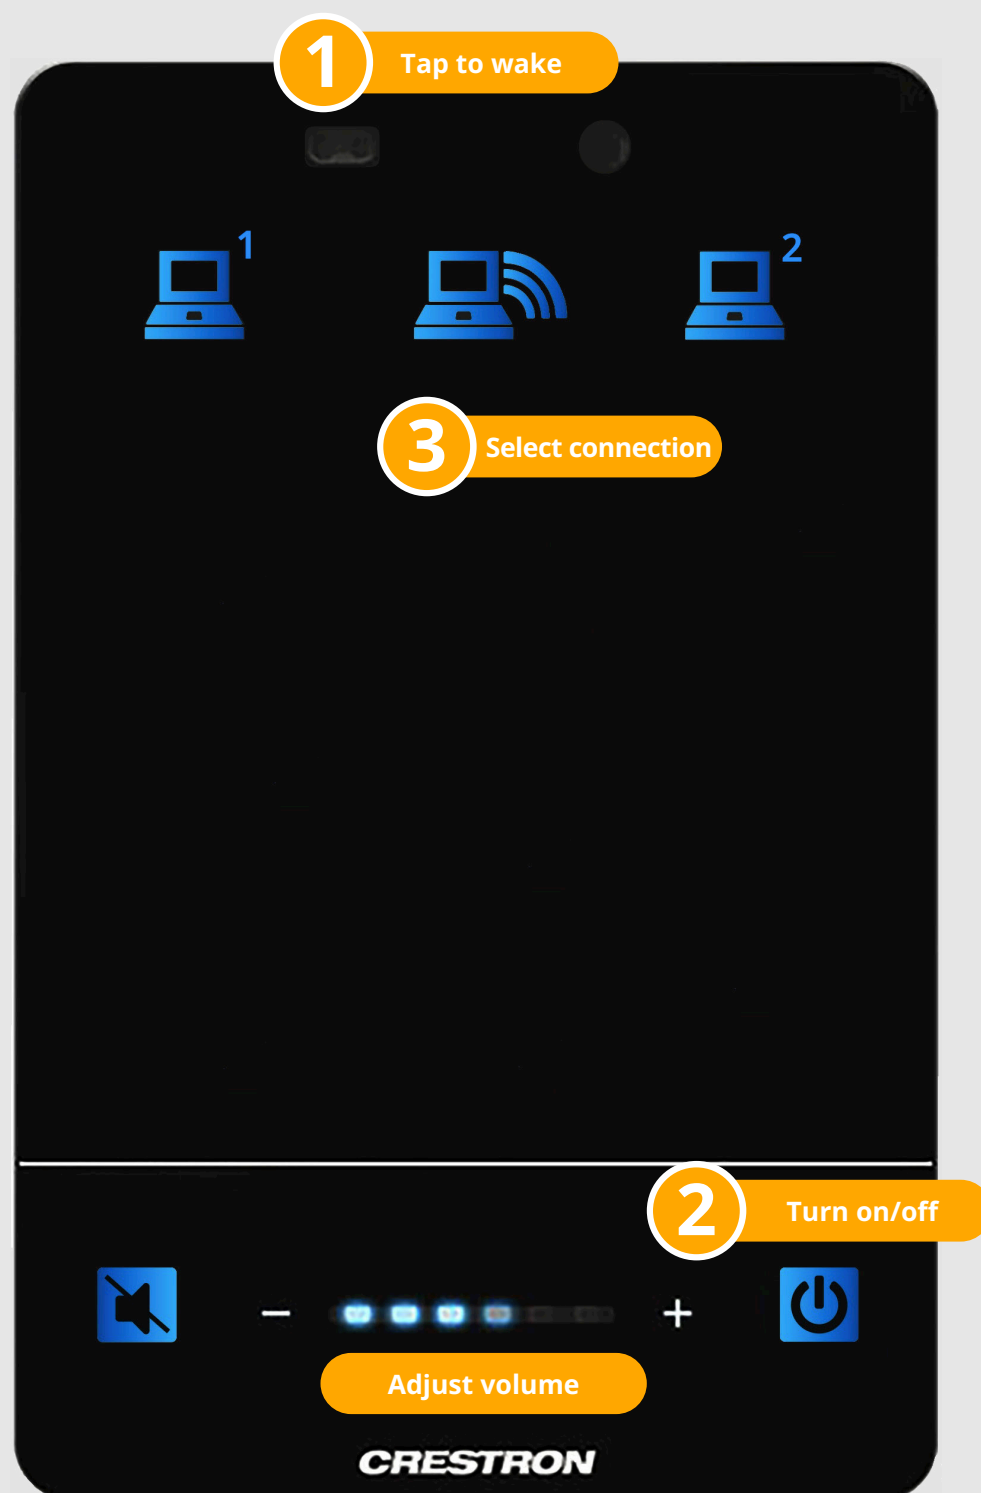 1 Tap to wake
1
2
3 Select connection
2 Turn on/off
− +
Adjust volume
CRESTRON